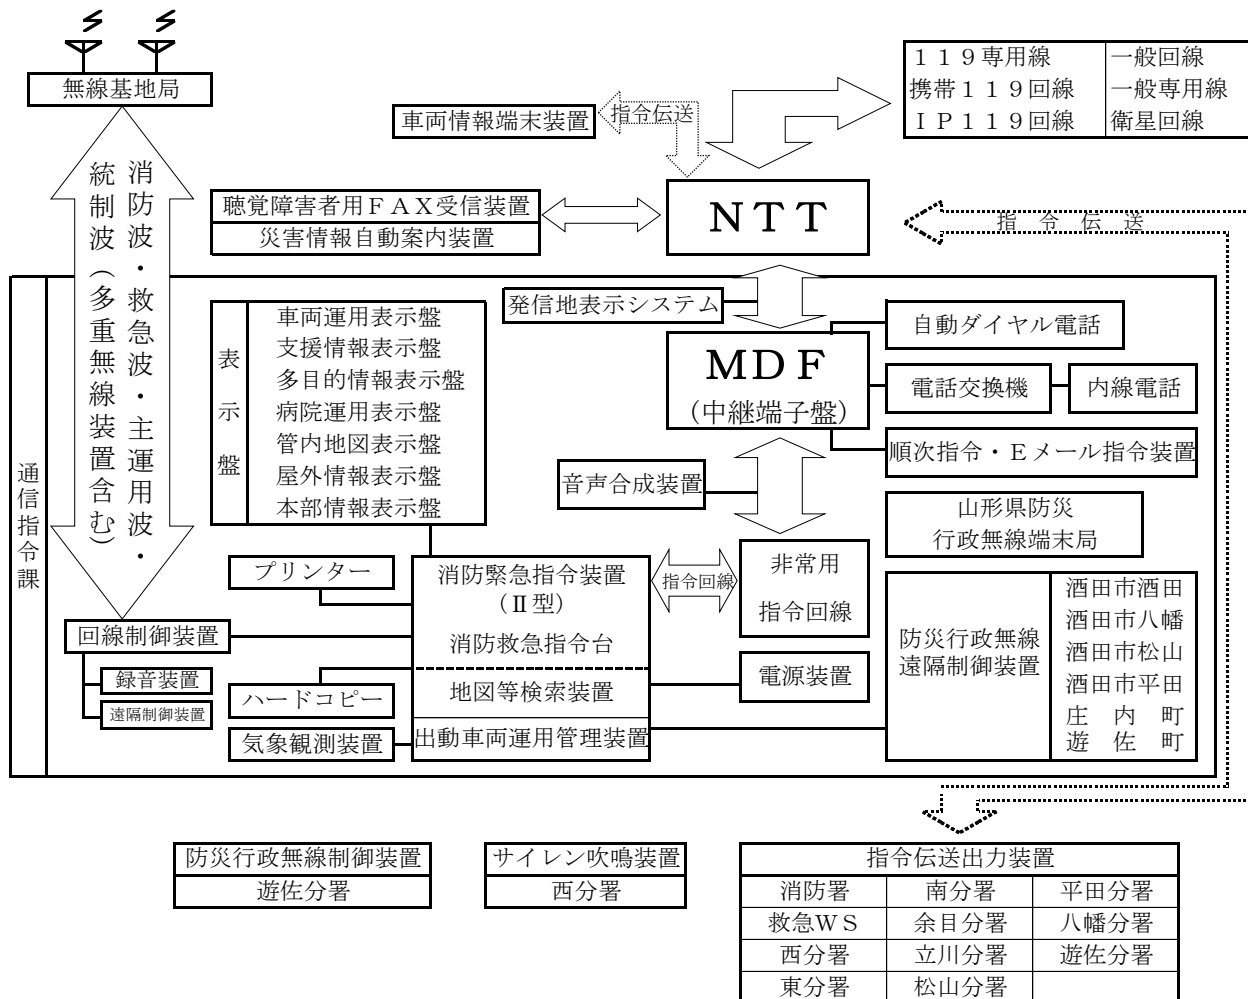 無線基地局
１１９専用線
一般回線
携帯１１９回線
一般専用線
ＩＰ１１９回線
衛星回線
車両情報端末装置
指令伝送
消防波・救急波・主運用波・
統制波（多重無線装置含む）
聴覚障害者用ＦＡＸ受信装置
災害情報自動案内装置
ＮＴＴ
指令伝送
通信指令課
表示盤
車両運用表示盤
支援情報表示盤
多目的情報表示盤
病院運用表示盤
管内地図表示盤
屋外情報表示盤
本部情報表示盤
発信地表示システム
ＭＤＦ
（中継端子盤）
自動ダイヤル電話
電話交換機
内線電話
順次指令・Ｅメール指令装置
音声合成装置
山形県防災
行政無線端末局
プリンター
消防緊急指令装置
（Ⅱ型）
消防救急指令台
地図等検索装置
出動車両運用管理装置
指令回線
非常用
指令回線
電源装置
回線制御装置
録音装置
遠隔制御装置
ハードコピー
気象観測装置
防災行政無線
遠隔制御装置
酒田市酒田
酒田市八幡
酒田市松山
酒田市平田
庄内町
遊佐町
防災行政無線制御装置
遊佐分署
サイレン吹鳴装置
西分署
指令伝送出力装置
消防署
南分署
平田分署
救急ＷＳ
余目分署
八幡分署
西分署
立川分署
遊佐分署
東分署
松山分署